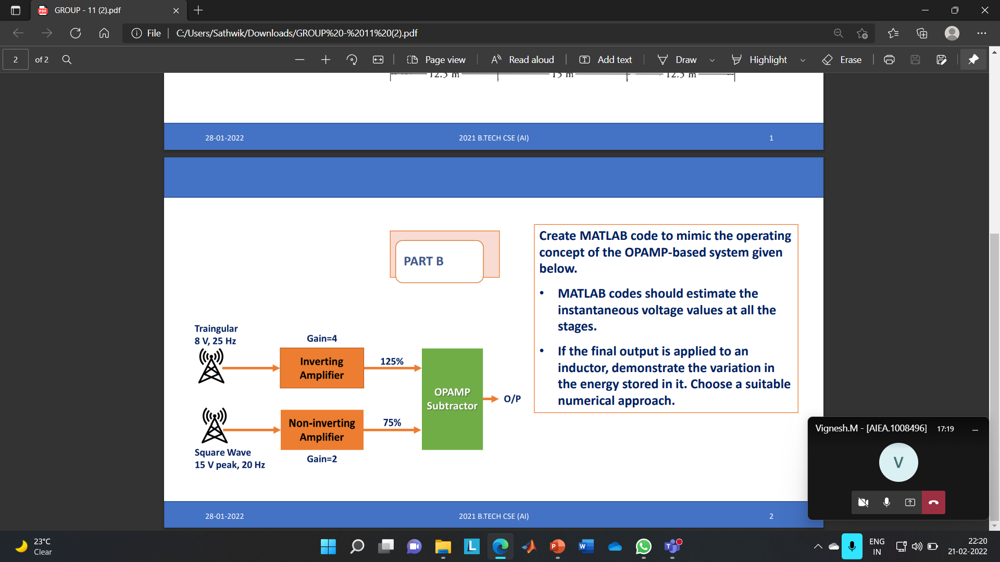 GROUP - 11 (2).pdf
File
C:/Users/Sathwik/Downloads/GROUP%20-%2011%20(2).pdf
2 of 2
Page view
Read aloud
Add text
Draw
Highlight
Erase
12.5 m
15 m
12.5 m
28-01-2022
2021 B.TECH CSE (AI)
1
PART B
Create MATLAB code to mimic the operating
concept of the OPAMP-based system given
below.
• MATLAB codes should estimate the
instantaneous voltage values at all the
stages.
• If the final output is applied to an
inductor, demonstrate the variation in
the energy stored in it. Choose a suitable
numerical approach.
Traingular
8 V, 25 Hz
Gain=4
Inverting
Amplifier
125%
OPAMP
Subtractor
O/P
Non-inverting
Amplifier
75%
Gain=2
Square Wave
15 V peak, 20 Hz
Vignesh.M - [AIEA.1008496]
17:19
V
28-01-2022
2021 B.TECH CSE (AI)
2
23°C
Clear
ENG
IN
22:20
21-02-2022